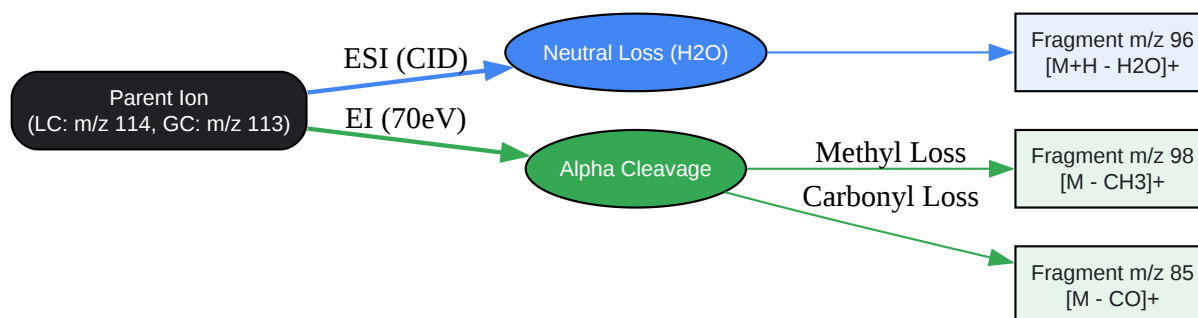 Parent Ion
(LC: m/z 114, GC: m/z 113)
ESI (CID)
EI (70eV)
Neutral Loss (H2O)
Alpha Cleavage
Methyl Loss
Carbonyl Loss
Fragment m/z 96
[M+H - H2O]+
Fragment m/z 98
[M - CH3]+
Fragment m/z 85
[M - CO]+